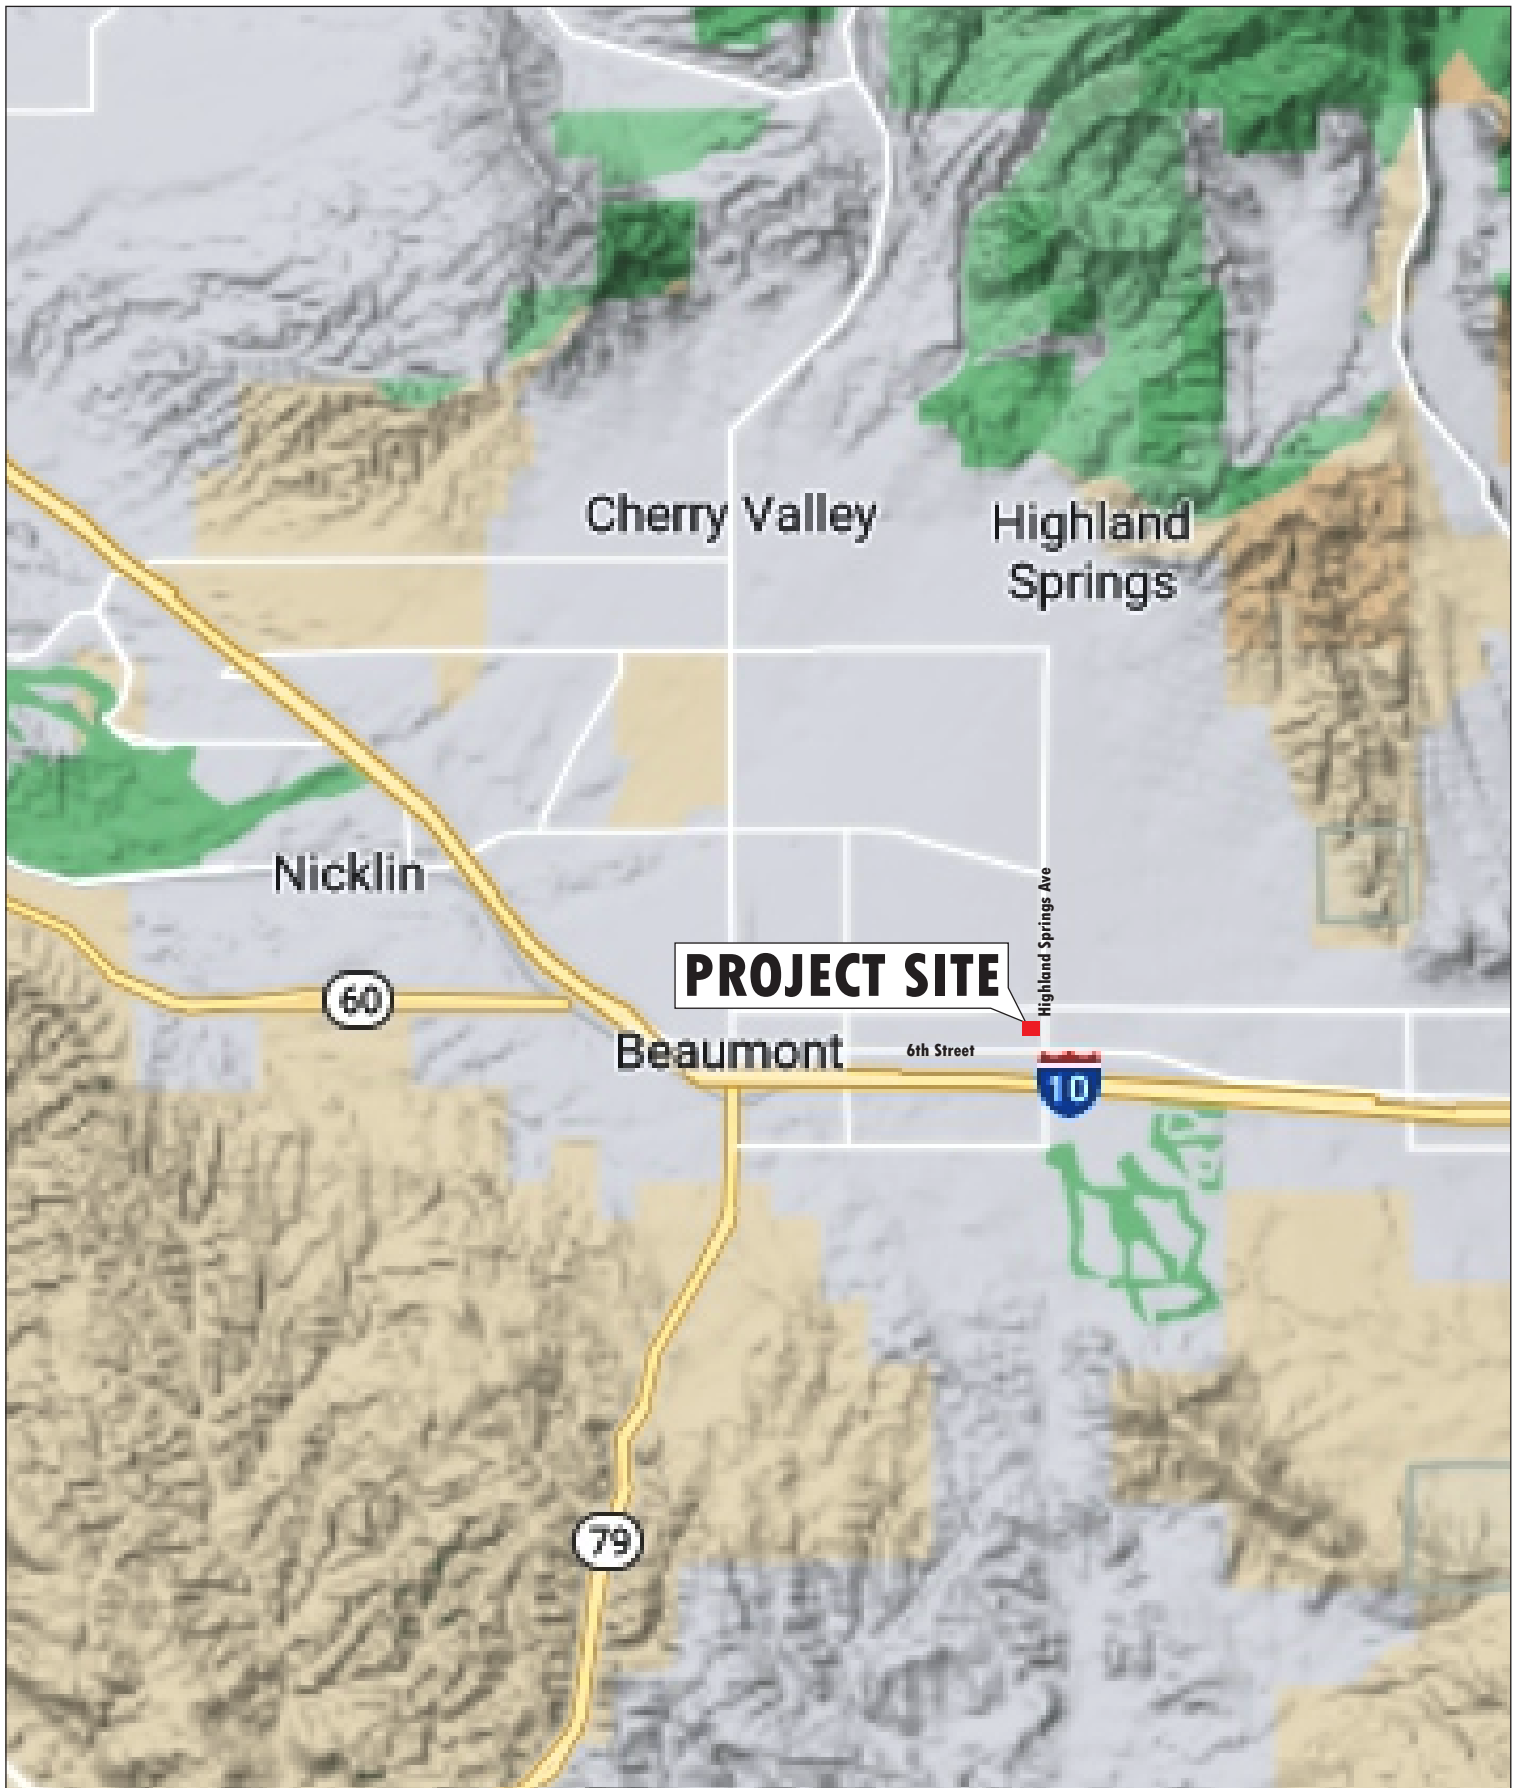 Cherry Valley
Highland
Springs
Nicklin
Highland Springs Ave
PROJECT SITE
60
Beaumont
6th Street
10
79